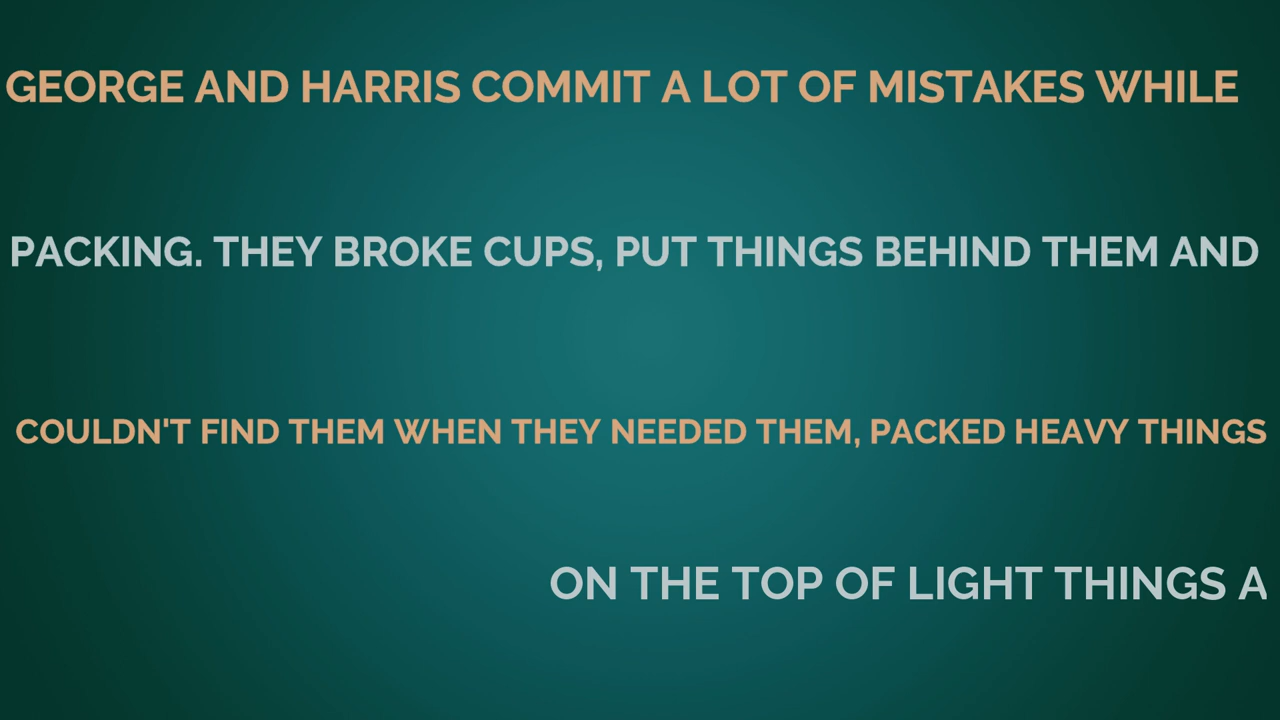 GEORGE AND HARRIS COMMIT A LOT OF MISTAKES WHILE
PACKING. THEY BROKE CUPS, PUT THINGS BEHIND THEM AND
COULDN'T FIND THEM WHEN THEY NEEDED THEM, PACKED HEAVY THINGS
ON THE TOP OF LIGHT THINGS A